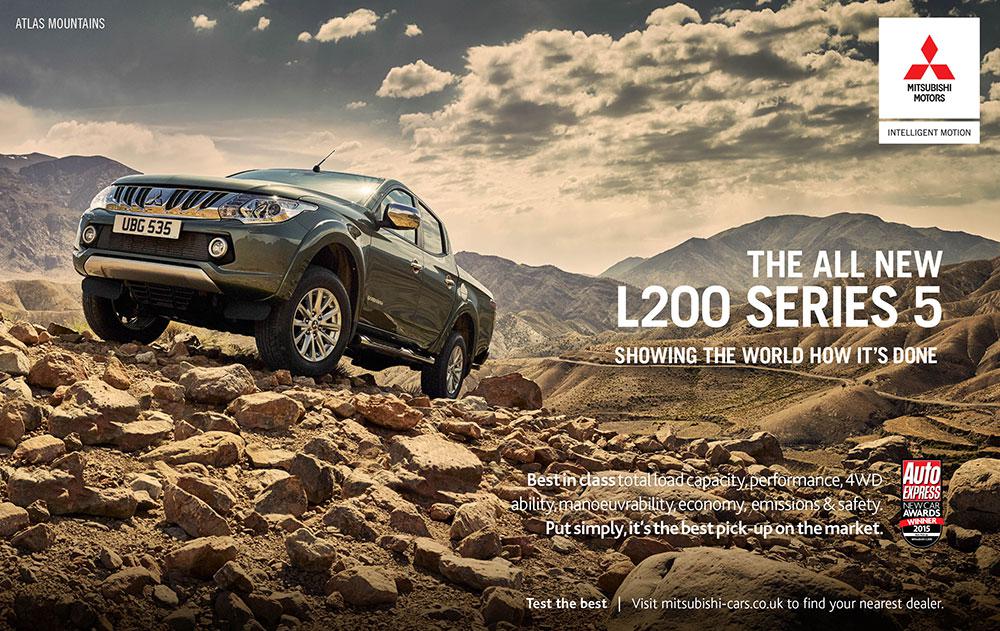 ATLAS MOUNTAINS
MITSUBISHI
MOTORS
INTELLIGENT MOTION
UBG 535
THE ALL NEW
L200 SERIES 5
SHOWING THE WORLD HOW IT'S DONE
Best in class total load capacity, performance, 4WD
ability, manoeuvrability, economy, emissions & safety.
Put simply, it's the best pick-up on the market.
Auto
EXPRESS
NEW CAR
AWARDS
WINNER
2015
Test the best | Visit mitsubishi-cars.co.uk to find your nearest dealer.